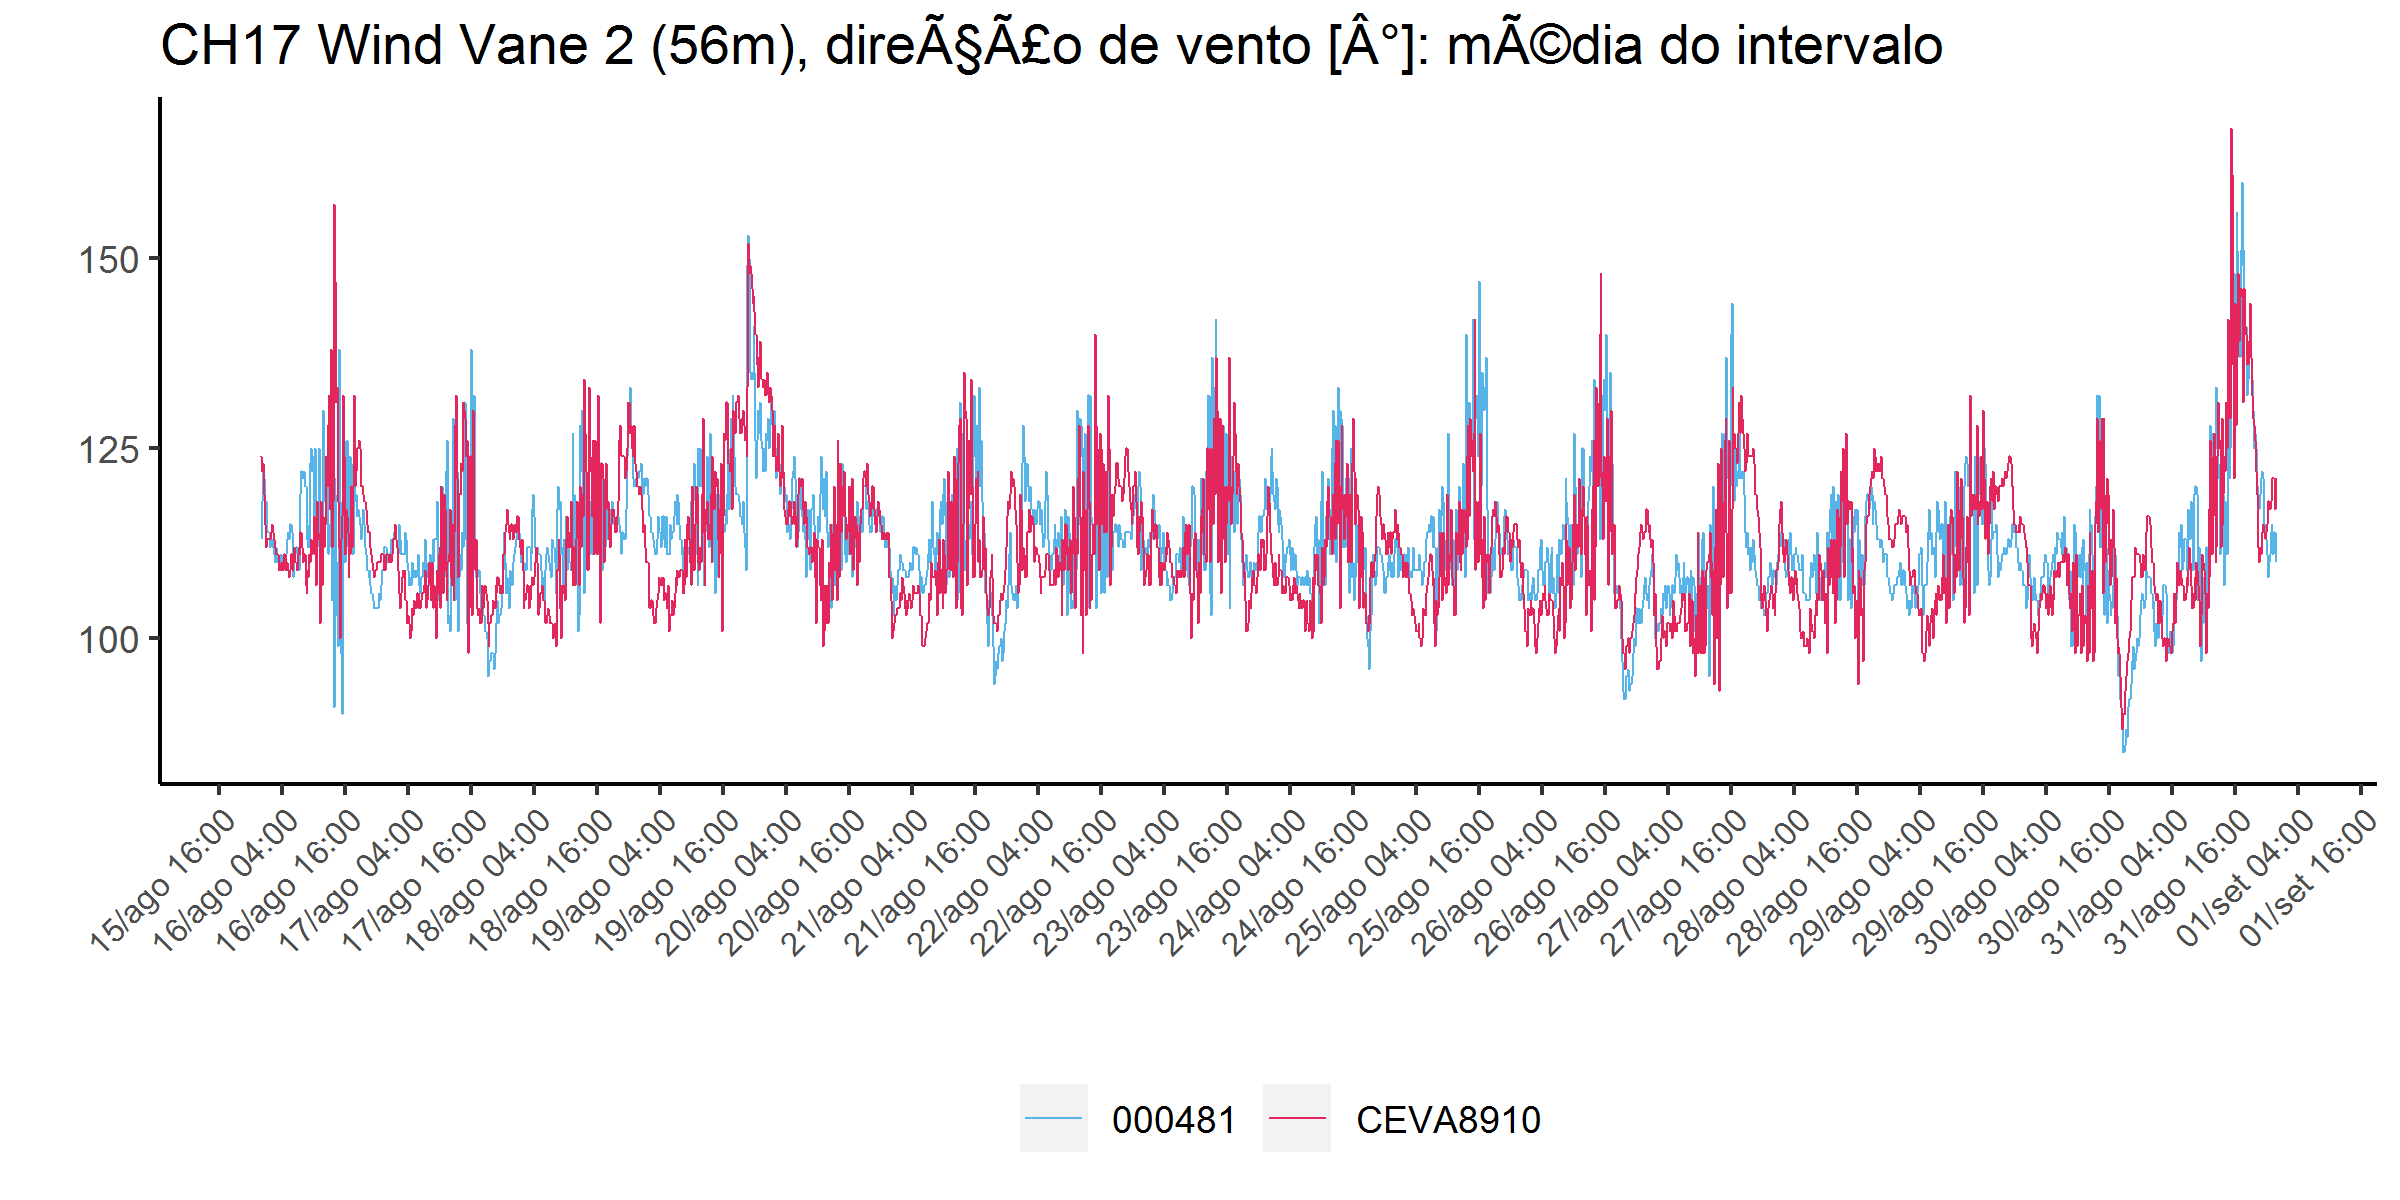 CH17 Wind Vane 2 (56m), direÃ§Ã£o de vento [Â°]: mÃ©dia do intervalo
150
125
100
15/ago 16:00
16/ago 04:00
16/ago 16:00
17/ago 04:00
17/ago 16:00
18/ago 04:00
18/ago 16:00
19/ago 04:00
19/ago 16:00
20/ago 04:00
20/ago 16:00
21/ago 04:00
21/ago 16:00
22/ago 04:00
22/ago 16:00
23/ago 04:00
23/ago 16:00
24/ago 04:00
24/ago 16:00
25/ago 04:00
25/ago 16:00
26/ago 04:00
26/ago 16:00
27/ago 04:00
27/ago 16:00
28/ago 04:00
28/ago 16:00
29/ago 04:00
29/ago 16:00
30/ago 04:00
30/ago 16:00
31/ago 04:00
31/ago 16:00
01/set 04:00
01/set 16:00
000481
CEVA8910